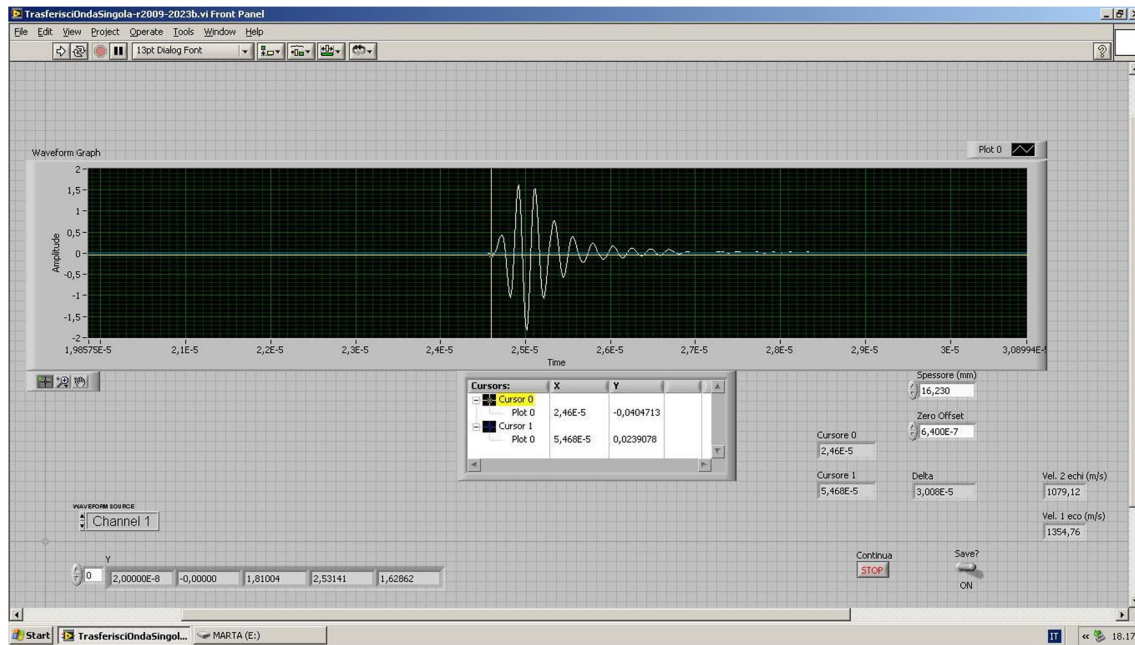 TrasferisciOndaSingola-r2009-2023b.vi Front Panel
File Edit View Project Operate Tools Window Help
13pt Dialog Font
Waveform Graph
Plot 0
2
1,5
1
0,5
0
-0,5
-1
-1,5
-2
Amplitude
1,98575E-5 2,1E-5 2,2E-5 2,3E-5 2,4E-5 2,5E-5 2,6E-5 2,7E-5 2,8E-5 2,9E-5 3E-5 3,08994E-5
Time
Cursors: X Y
Cursor 0
Plot 0 2,46E-5 -0,0404713
Cursor 1
Plot 0 5,468E-5 0,0239078
Spessore (mm)
16,230
Zero Offset
6,400E-7
Cursore 0
2,46E-5
Cursore 1 Delta Vel. 2 echi (m/s)
5,468E-5 3,008E-5 1079,12
Vel. 1 eco (m/s)
1354,76
WAVEFORM SOURCE
Channel 1
Y
0 2,00000E-8 -0,00000 1,81004 2,53141 1,62862
Continua Save?
STOP
ON
Start TrasferisciOndaSingol... MARTA (E:) IT « 18.17